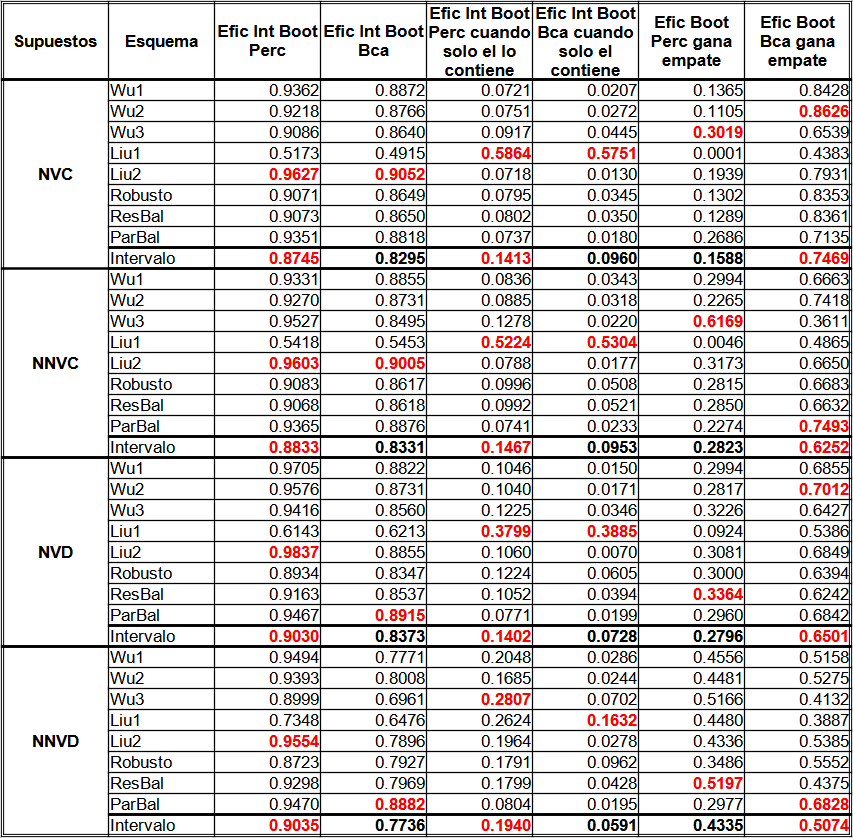 Supuestos Esquema Efic Int Boot Perc Efic Int Boot Bca Efic Int Boot Perc cuando solo el lo contiene Efic Int Boot Bca cuando solo el contiene Efic Boot Perc gana empate Efic Boot Bca gana empate
NVC
Wu1 0.9362 0.8872 0.0721 0.0207 0.1365 0.8428
Wu2 0.9218 0.8766 0.0751 0.0272 0.1105 0.8626
Wu3 0.9086 0.8640 0.0917 0.0445 0.3019 0.6539
Liu1 0.5173 0.4915 0.5864 0.5751 0.0001 0.4383
Liu2 0.9627 0.9052 0.0718 0.0130 0.1939 0.7931
Robusto 0.9071 0.8649 0.0795 0.0345 0.1302 0.8353
ResBal 0.9073 0.8650 0.0802 0.0350 0.1289 0.8361
ParBal 0.9351 0.8818 0.0737 0.0180 0.2686 0.7135
Intervalo 0.8745 0.8295 0.1413 0.0960 0.1588 0.7469
NNVC
Wu1 0.9331 0.8855 0.0836 0.0343 0.2994 0.6663
Wu2 0.9270 0.8731 0.0885 0.0318 0.2265 0.7418
Wu3 0.9527 0.8495 0.1278 0.0220 0.6169 0.3611
Liu1 0.5418 0.5453 0.5224 0.5304 0.0046 0.4865
Liu2 0.9603 0.9005 0.0788 0.0177 0.3173 0.6650
Robusto 0.9083 0.8617 0.0996 0.0508 0.2815 0.6683
ResBal 0.9068 0.8618 0.0992 0.0521 0.2850 0.6632
ParBal 0.9365 0.8876 0.0741 0.0233 0.2274 0.7493
Intervalo 0.8833 0.8331 0.1467 0.0953 0.2823 0.6252
NVD
Wu1 0.9705 0.8822 0.1046 0.0150 0.2994 0.6855
Wu2 0.9576 0.8731 0.1040 0.0171 0.2817 0.7012
Wu3 0.9416 0.8560 0.1225 0.0346 0.3226 0.6427
Liu1 0.6143 0.6213 0.3799 0.3885 0.0924 0.5386
Liu2 0.9837 0.8855 0.1060 0.0070 0.3081 0.6849
Robusto 0.8934 0.8347 0.1224 0.0605 0.3000 0.6394
ResBal 0.9163 0.8537 0.1052 0.0394 0.3364 0.6242
ParBal 0.9467 0.8915 0.0771 0.0199 0.2960 0.6842
Intervalo 0.9030 0.8373 0.1402 0.0728 0.2796 0.6501
NNVD
Wu1 0.9494 0.7771 0.2048 0.0286 0.4556 0.5158
Wu2 0.9393 0.8008 0.1685 0.0244 0.4481 0.5275
Wu3 0.8999 0.6961 0.2807 0.0702 0.5166 0.4132
Liu1 0.7348 0.6476 0.2624 0.1632 0.4480 0.3887
Liu2 0.9554 0.7896 0.1964 0.0278 0.4336 0.5385
Robusto 0.8723 0.7927 0.1791 0.0962 0.3486 0.5552
ResBal 0.9298 0.7969 0.1799 0.0428 0.5197 0.4375
ParBal 0.9470 0.8882 0.0804 0.0195 0.2977 0.6828
Intervalo 0.9035 0.7736 0.1940 0.0591 0.4335 0.5074